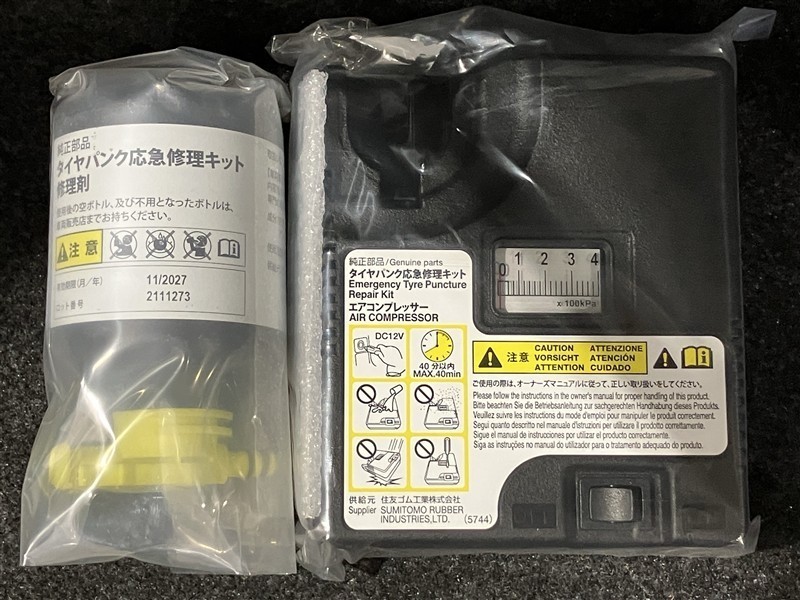 純正部品
タイヤパンク応急修理キット
修理剤
使用後の空ボトル、及び不用となったボトルは、
車両販売店までお持ちください。
注意
有効期限(月/年) 11/2027
ロット番号 2111273
純正部品/Genuine parts
タイヤパンク応急修理キット
Emergency Tyre Puncture
Repair Kit
エアコンプレッサー
AIR COMPRESSOR
DC12V
40分以内
MAX.40min
供給元 住友ゴム工業株式会社
Supplier SUMITOMO RUBBER
INDUSTRIES,LTD. (5744)
0 1 2 3 4
x100kPa
注意
CAUTION ATTENZIONE
VORSICHT ATENCIÓN
ATTENTION CUIDADO
ご使用の際は、オーナーズマニュアルに従って、正しい取り扱いをしてください。
Please follow the instructions in the owner's manual for proper handling of this product.
Bitte beachten Sie die Betriebsanleitung zur sachgerechten Handhabung dieses Produkts.
Veuillez suivre les instructions du mode d'emploi pour manipuler le produit correctement.
Segui quanto descritto nel manuale d'istruzioni per utilizzare il prodotto correttamente.
Sigue el manual de instrucciones por utilizar el producto correctamente.
Siga as instruções no manual do utilizador para o tratamento adequado do produto.